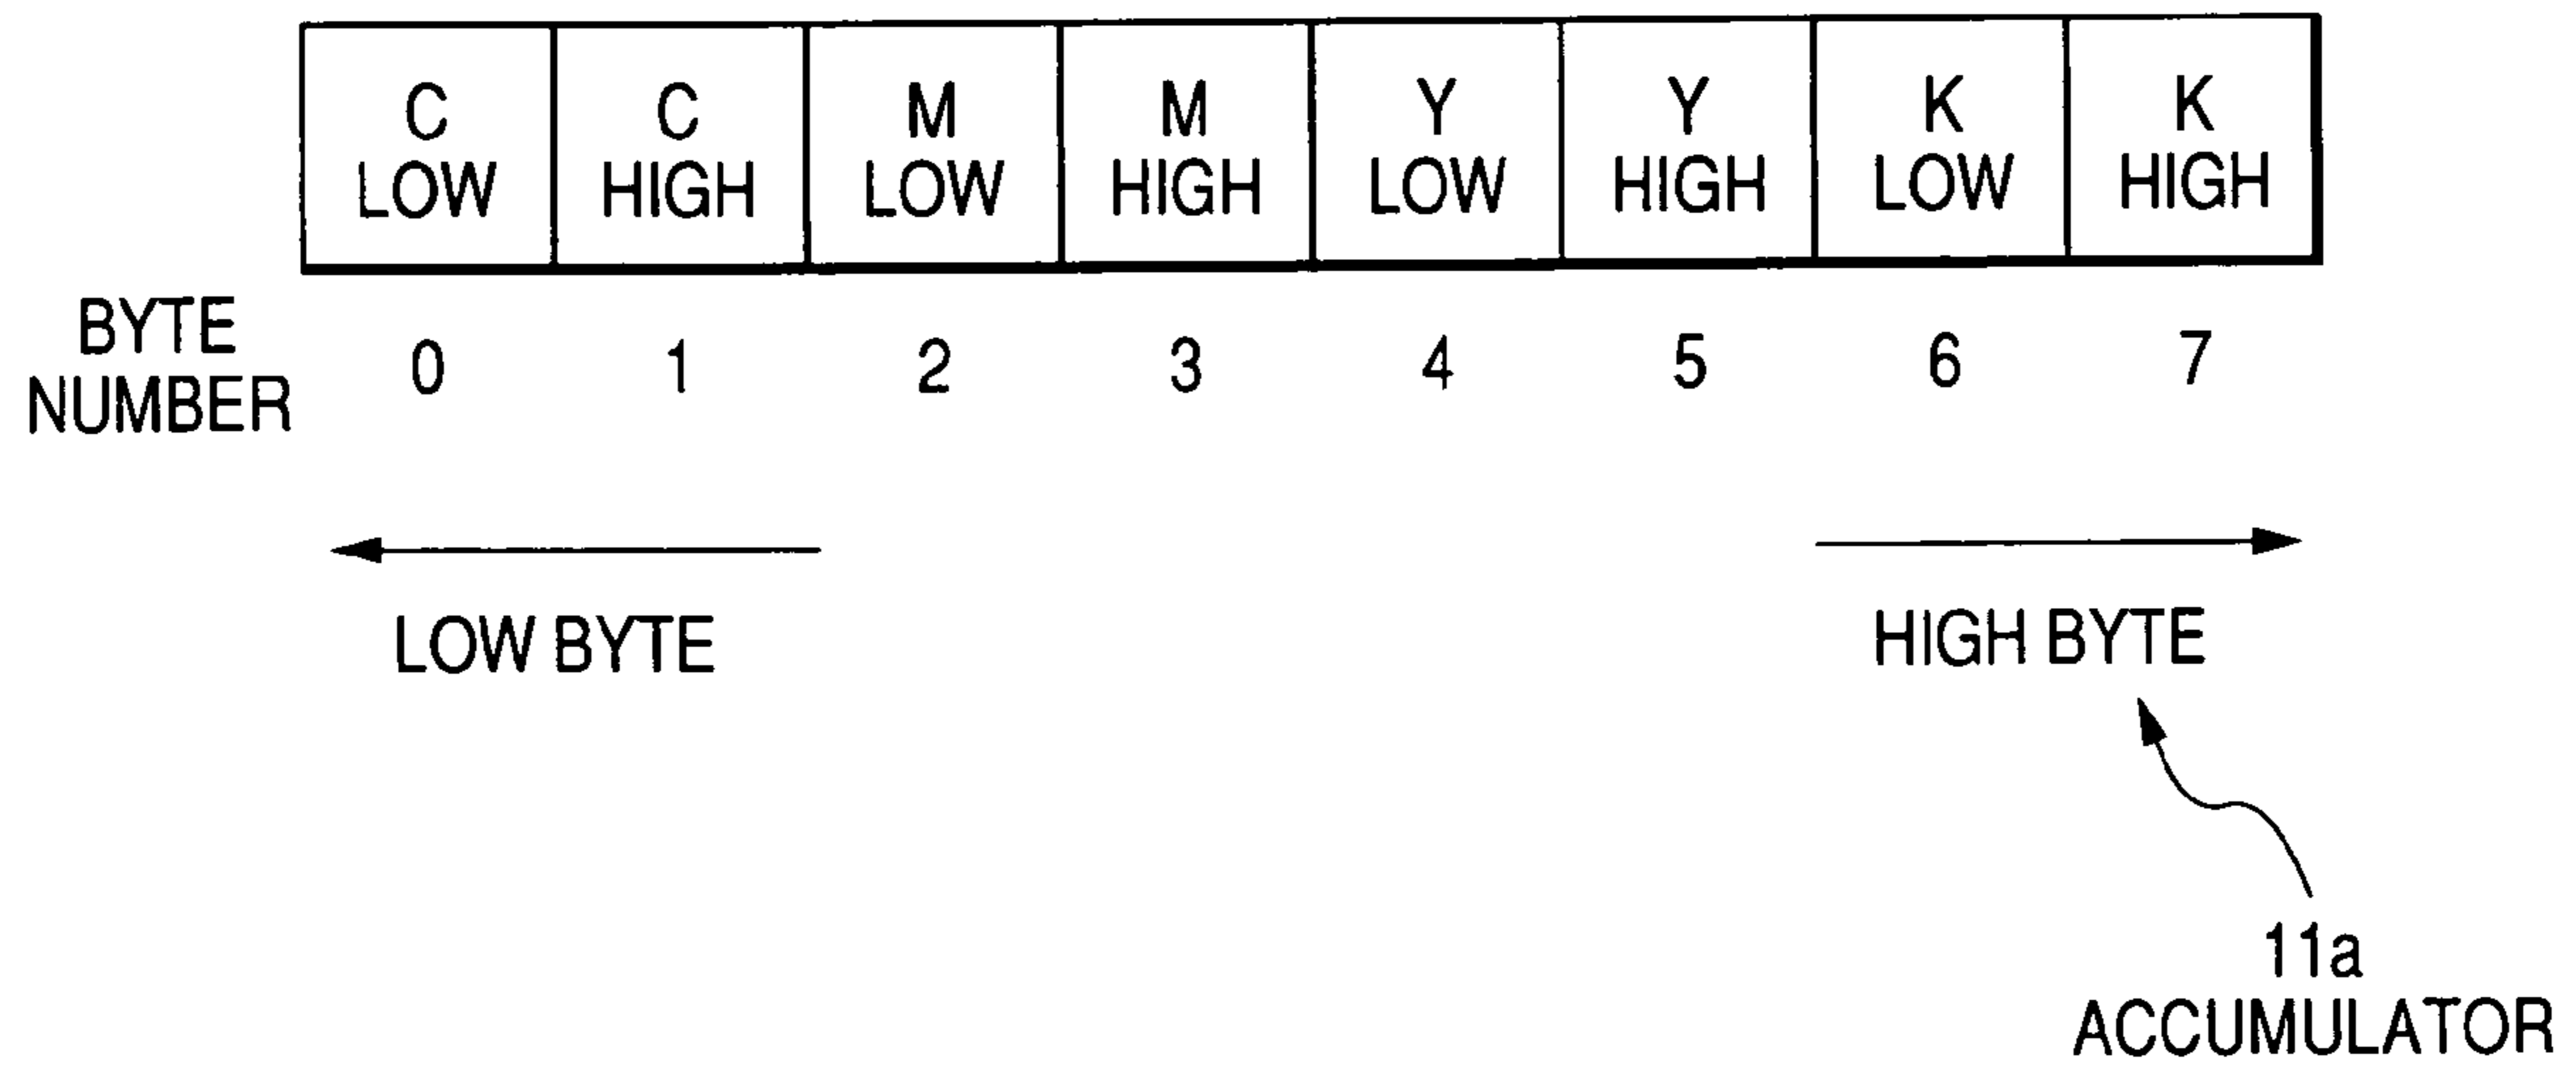 C C M M Y Y K K
LOW HIGH LOW HIGH LOW HIGH LOW HIGH
BYTE
NUMBER 0 1 2 3 4 5 6 7
LOW BYTE HIGH BYTE
11a
ACCUMULATOR